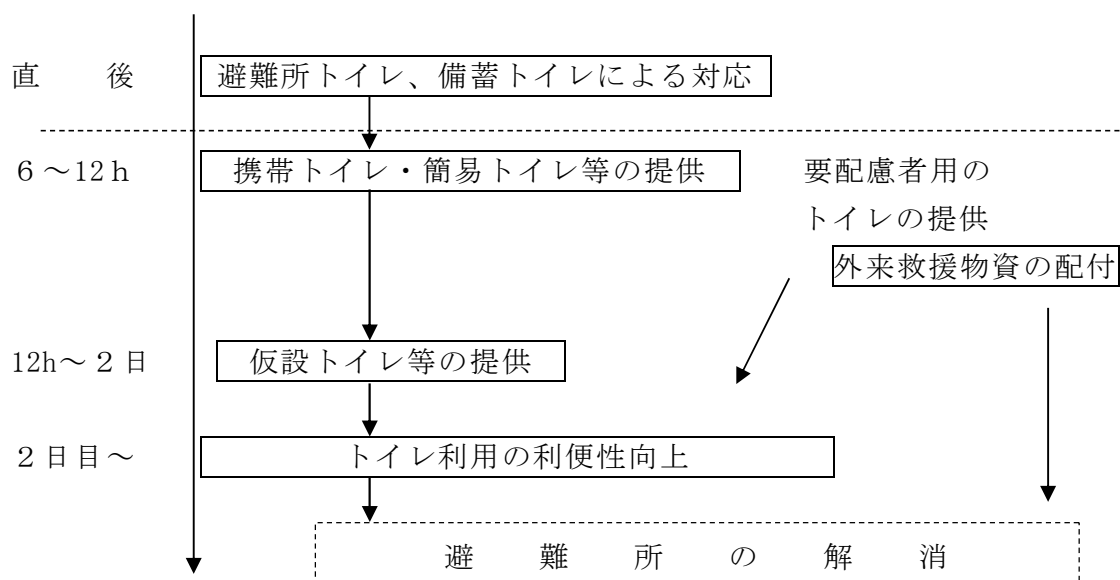 直　後　避難所トイレ、備蓄トイレによる対応
６～12ｈ　携帯トイレ・簡易トイレ等の提供　要配慮者用の
トイレの提供
外来救援物資の配付
12h～２日　仮設トイレ等の提供
２日目～　トイレ利用の利便性向上
避難所の解消